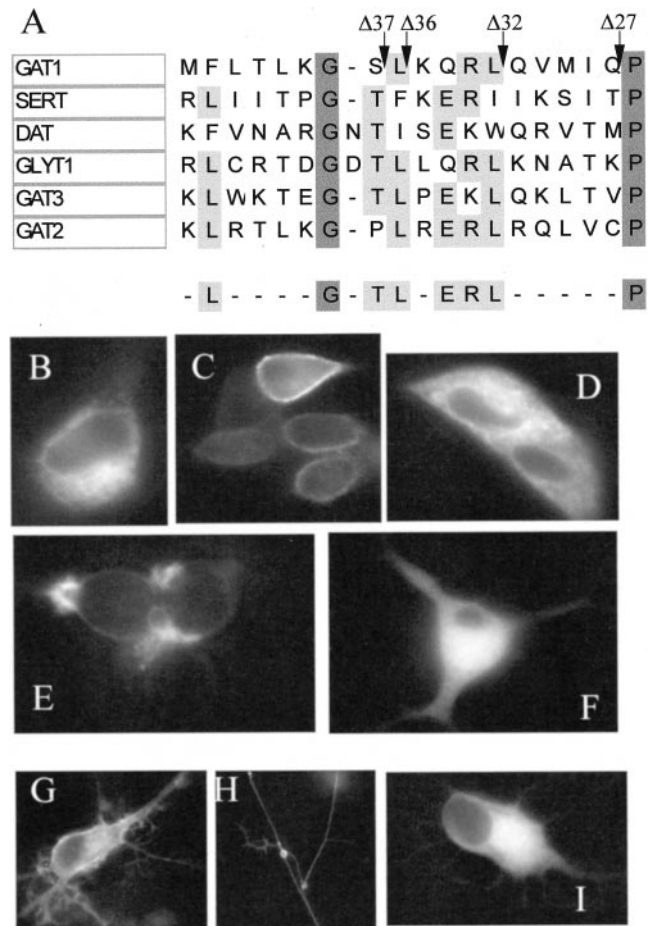 A
Δ37 Δ36 Δ32 Δ27
GAT1 M F L T L K G - S L K Q R L Q V M I Q P
SERT R L I I T P G - T F K E R I I K S I T P
DAT K F V N A R G N T I S E K W Q R V T M P
GLYT1 R L C R T D G D T L L Q R L K N A T K P
GAT3 K L W K T E G - T L P E K L Q K L T V P
GAT2 K L R T L K G - P L R E R L R Q L V C P
- L - - - - G - T L - E R L - - - - - P
B C D
E F
G H I